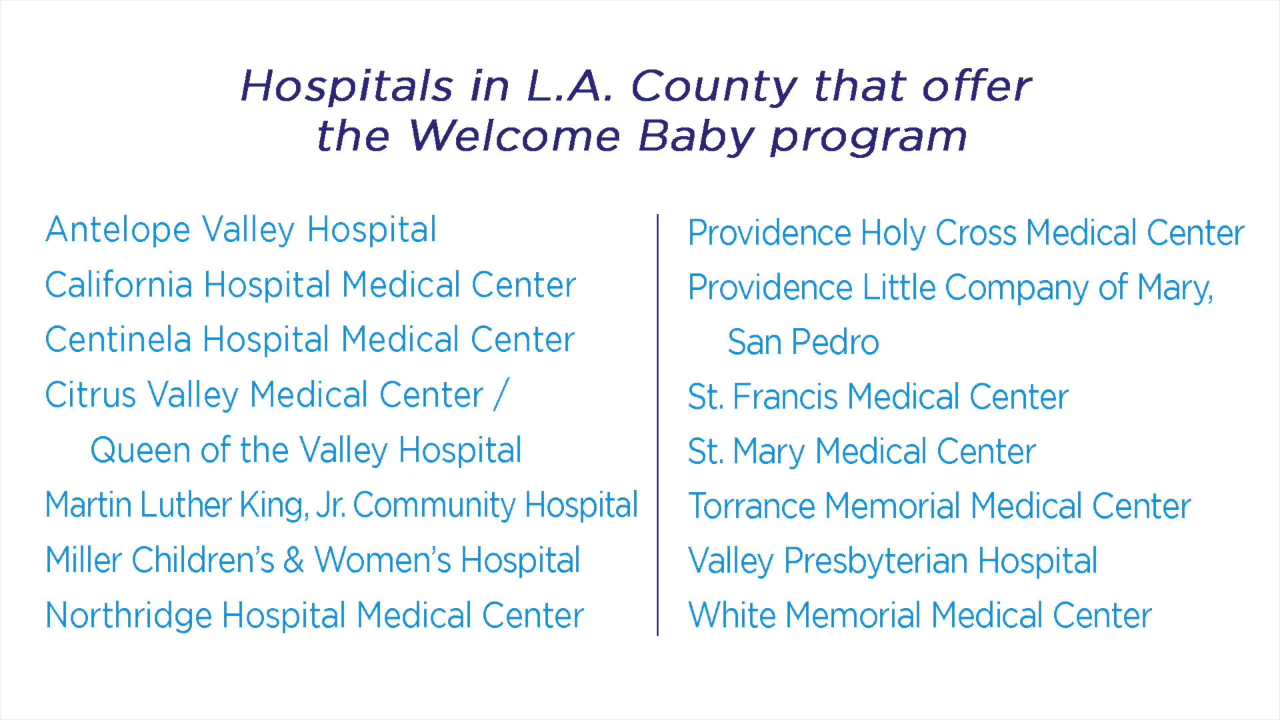 Hospitals in L.A. County that offer
the Welcome Baby program
Antelope Valley Hospital
California Hospital Medical Center
Centinela Hospital Medical Center
Citrus Valley Medical Center /
Queen of the Valley Hospital
Martin Luther King, Jr. Community Hospital
Miller Children's & Women's Hospital
Northridge Hospital Medical Center
Providence Holy Cross Medical Center
Providence Little Company of Mary,
San Pedro
St. Francis Medical Center
St. Mary Medical Center
Torrance Memorial Medical Center
Valley Presbyterian Hospital
White Memorial Medical Center